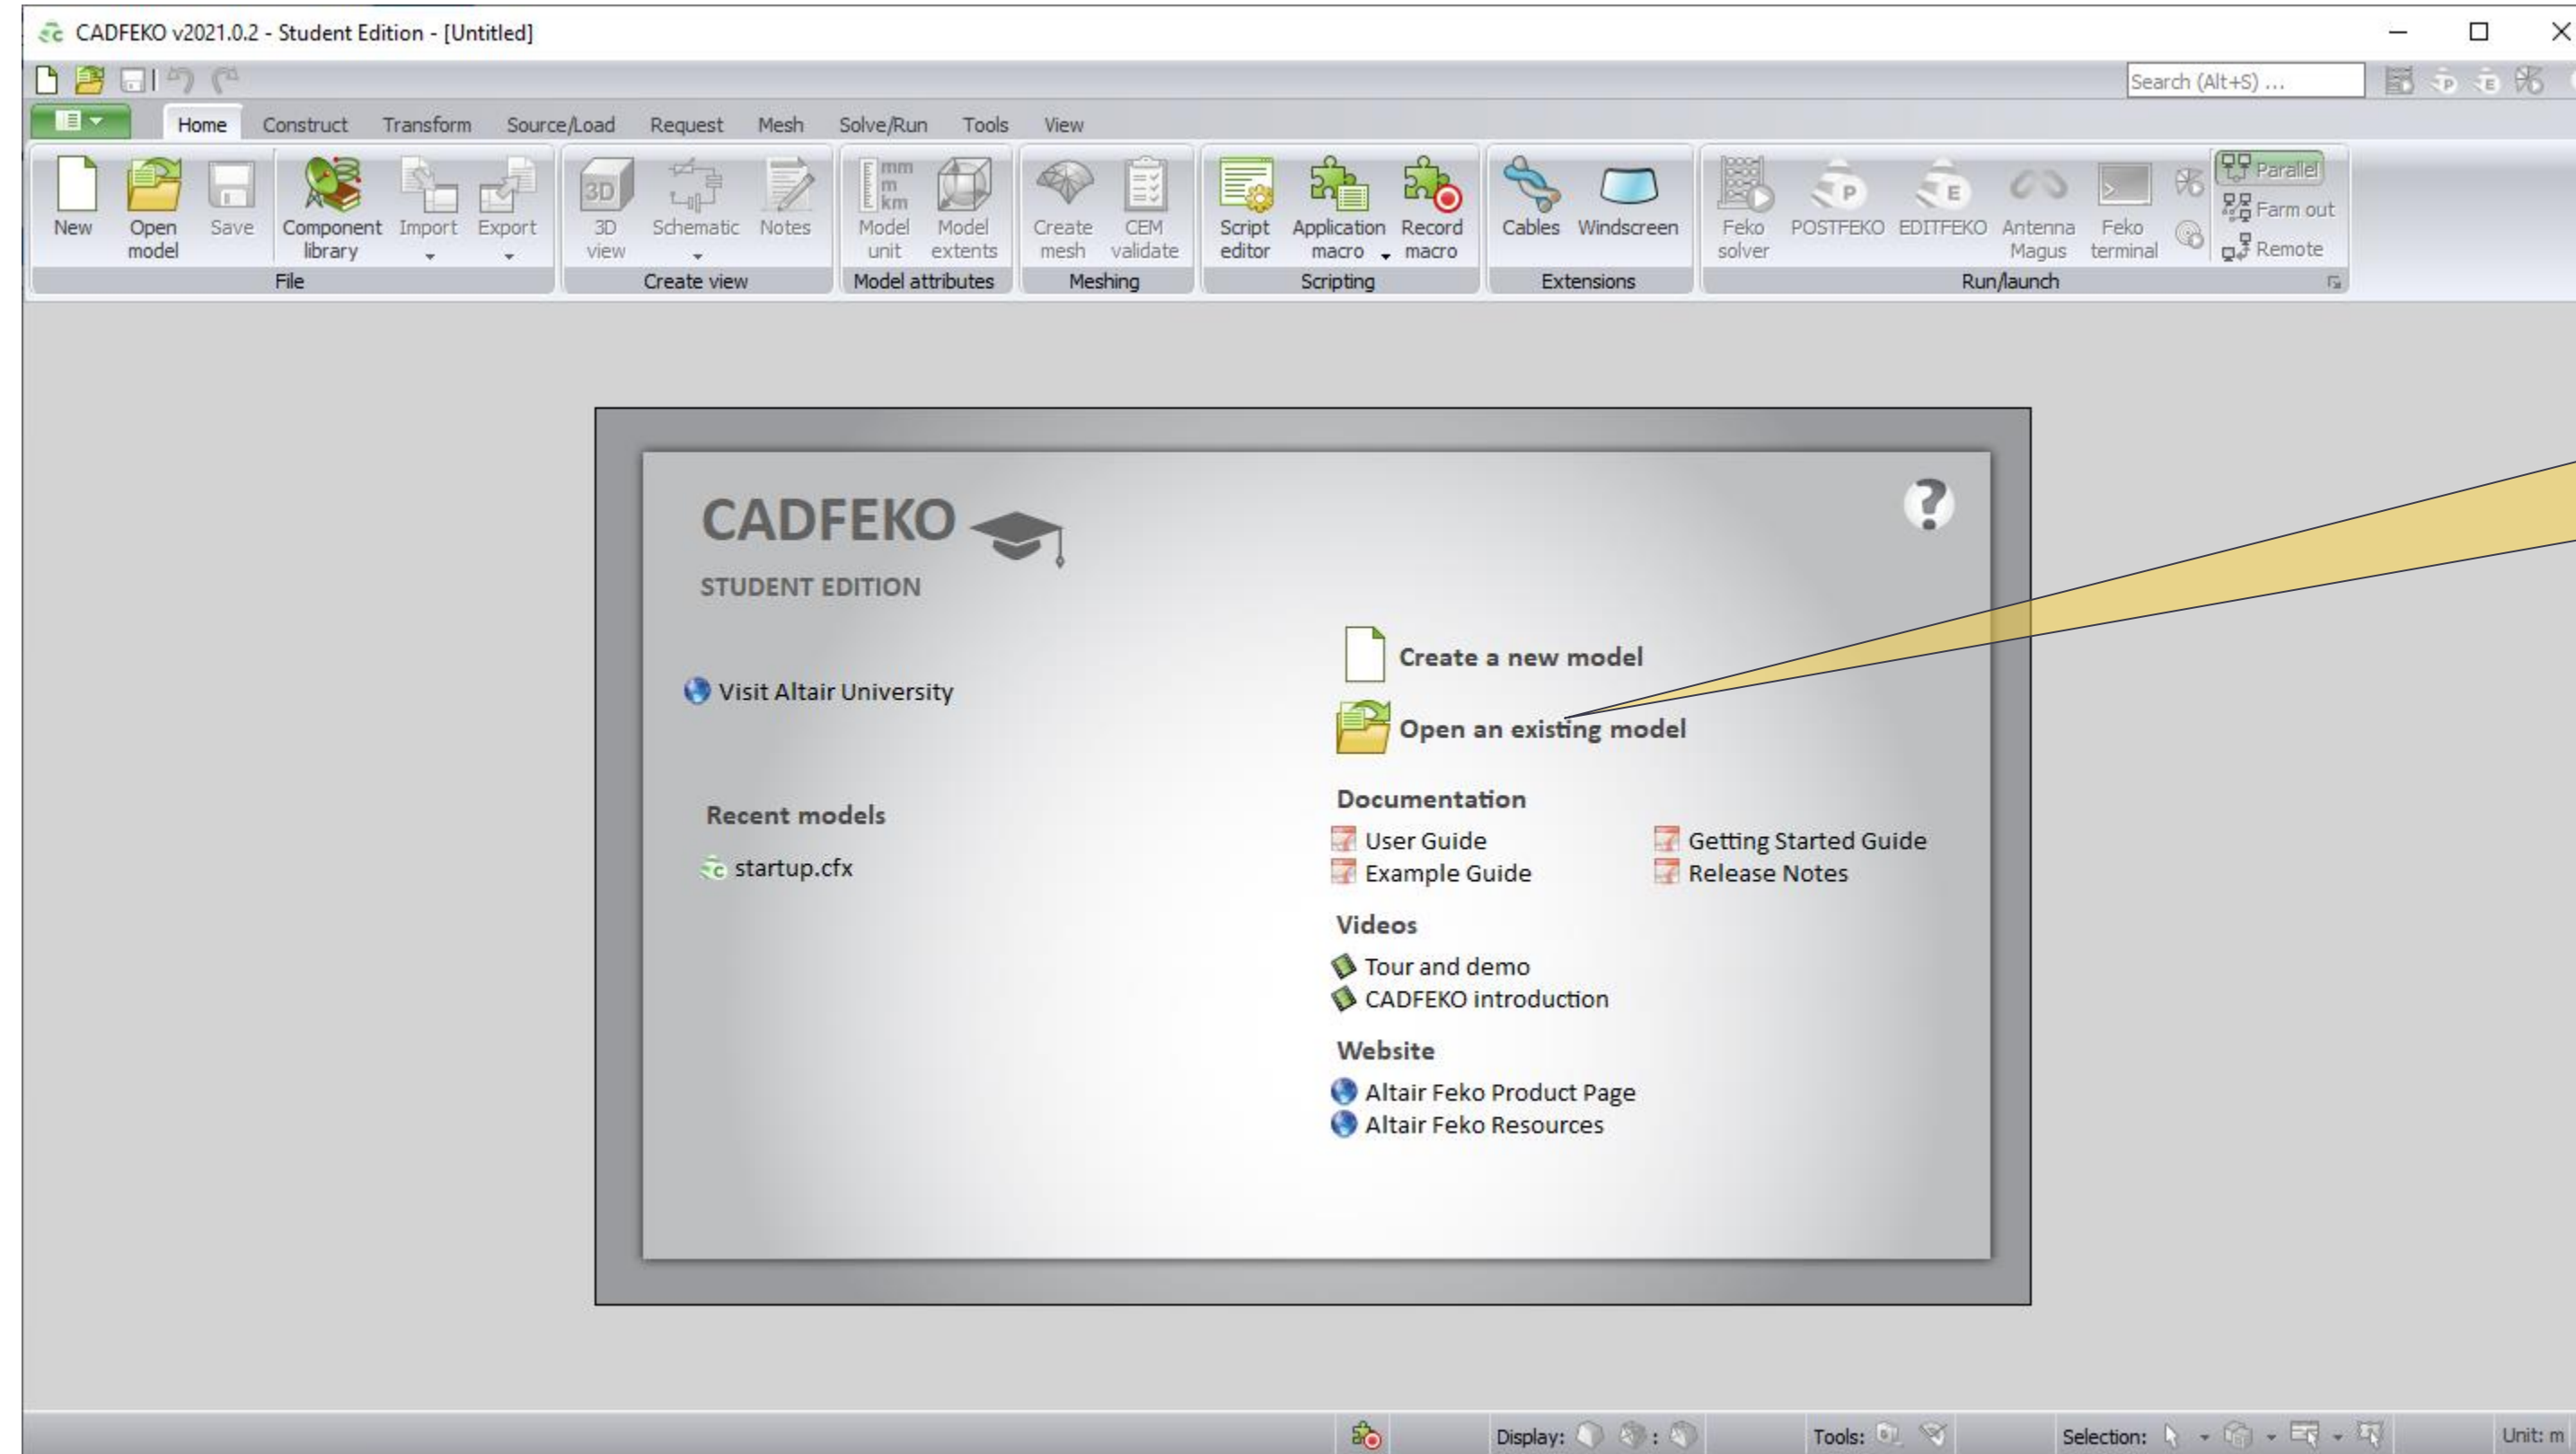 CADFEKO v2021.0.2 - Student Edition - [Untitled]
Search (Alt+S) ...
Home Construct Transform Source/Load Request Mesh Solve/Run Tools View
New
Open model
Save
Component library
Import
Export
File
3D
3D view
Schematic
Notes
Create view
mm
m
km
Model unit
Model extents
Model attributes
Create mesh
CEM validate
Meshing
Script editor
Application macro
Record macro
Scripting
Cables
Windscreen
Extensions
Feko solver
P
POSTFEKO
E
EDITFEKO
Antenna Magus
Feko terminal
Parallel
Farm out
Remote
Run/launch
CADFEKO
STUDENT EDITION
?
Visit Altair University
Recent models
startup.cfx
Create a new model
Open an existing model
Documentation
User Guide
Getting Started Guide
Example Guide
Release Notes
Videos
Tour and demo
CADFEKO introduction
Website
Altair Feko Product Page
Altair Feko Resources
Display: : Tools: Selection: Unit: m